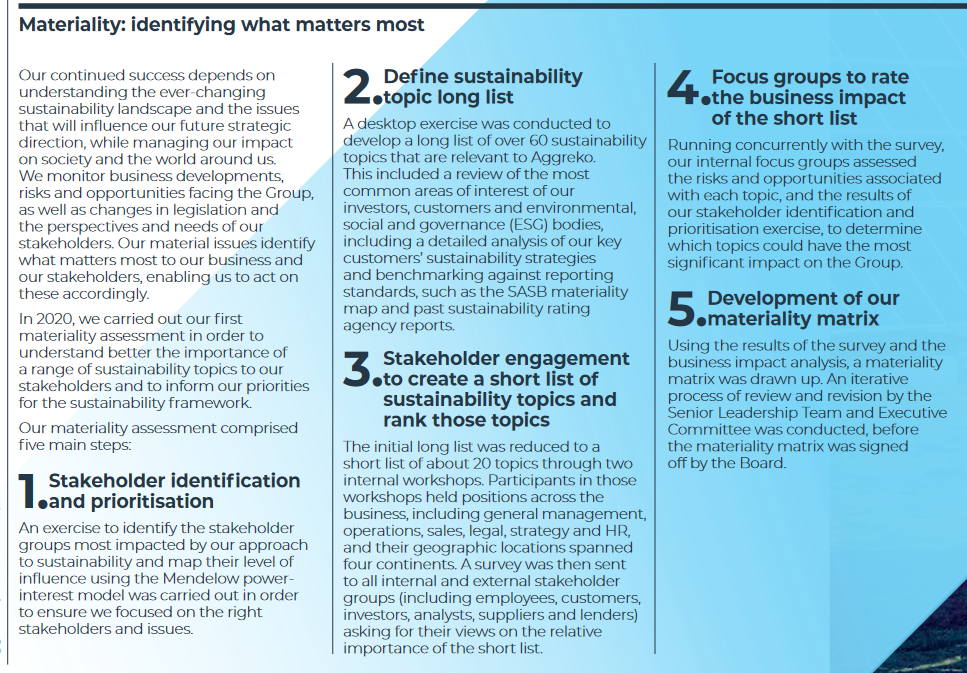 Materiality: identifying what matters most
Our continued success depends on
understanding the ever-changing
sustainability landscape and the issues
that will influence our future strategic
direction, while managing our impact
on society and the world around us.
We monitor business developments,
risks and opportunities facing the Group,
as well as changes in legislation and
the perspectives and needs of our
stakeholders. Our material issues identify
what matters most to our business and
our stakeholders, enabling us to act on
these accordingly.
In 2020, we carried out our first
materiality assessment in order to
understand better the importance of
a range of sustainability topics to our
stakeholders and to inform our priorities
for the sustainability framework.
Our materiality assessment comprised
five main steps:
1. Stakeholder identification
and prioritisation
An exercise to identify the stakeholder
groups most impacted by our approach
to sustainability and map their level of
influence using the Mendelow power-
interest model was carried out in order
to ensure we focused on the right
stakeholders and issues.
2. Define sustainability
topic long list
A desktop exercise was conducted to
develop a long list of over 60 sustainability
topics that are relevant to Aggreko.
This included a review of the most
common areas of interest of our
investors, customers and environmental,
social and governance (ESG) bodies,
including a detailed analysis of our key
customers' sustainability strategies
and benchmarking against reporting
standards, such as the SASB materiality
map and past sustainability rating
agency reports.
3. Stakeholder engagement
to create a short list of
sustainability topics and
rank those topics
The initial long list was reduced to a
short list of about 20 topics through two
internal workshops. Participants in those
workshops held positions across the
business, including general management,
operations, sales, legal, strategy and HR,
and their geographic locations spanned
four continents. A survey was then sent
to all internal and external stakeholder
groups (including employees, customers,
investors, analysts, suppliers and lenders)
asking for their views on the relative
importance of the short list.
4. Focus groups to rate
the business impact
of the short list
Running concurrently with the survey,
our internal focus groups assessed
the risks and opportunities associated
with each topic, and the results of
our stakeholder identification and
prioritisation exercise, to determine
which topics could have the most
significant impact on the Group.
5. Development of our
materiality matrix
Using the results of the survey and the
business impact analysis, a materiality
matrix was drawn up. An iterative
process of review and revision by the
Senior Leadership Team and Executive
Committee was conducted, before
the materiality matrix was signed
off by the Board.